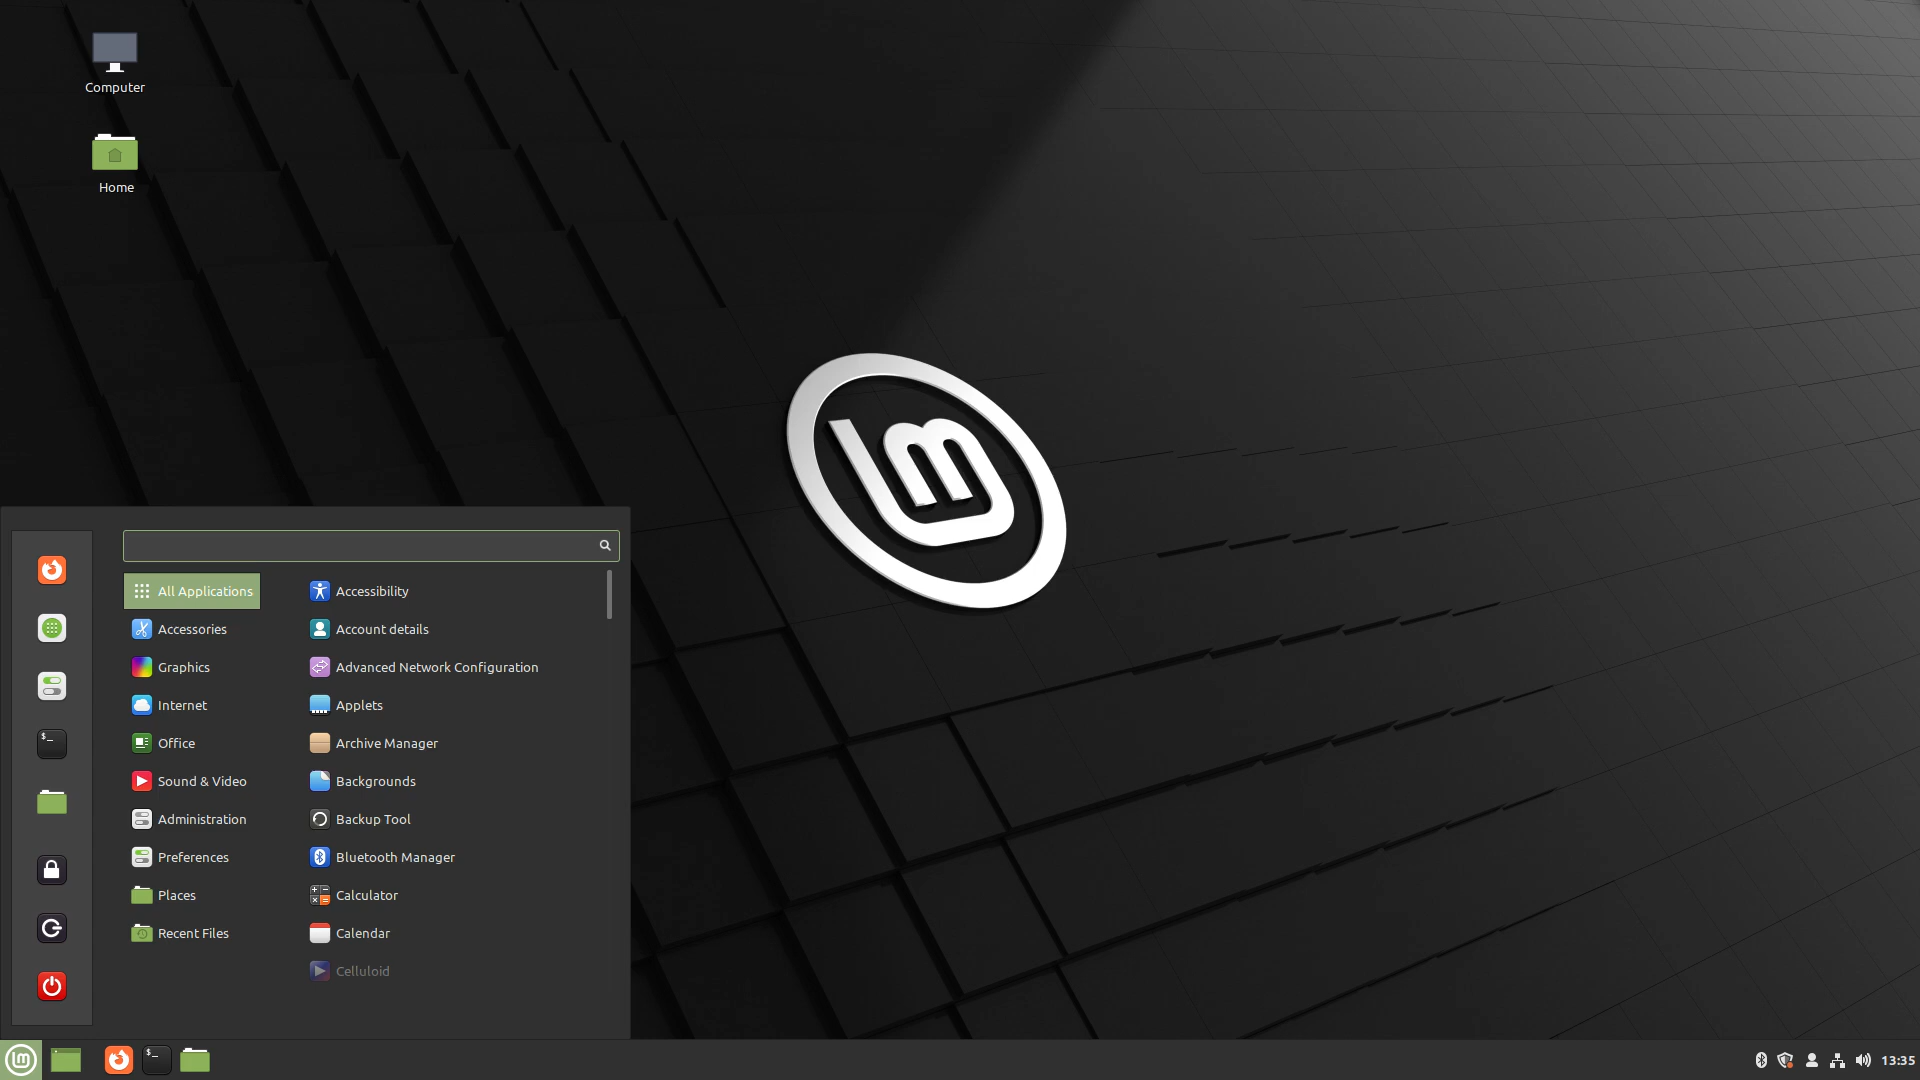 Computer
Home
All Applications
Accessories
Graphics
Internet
Office
Sound & Video
Administration
Preferences
Places
Recent Files
Accessibility
Account details
Advanced Network Configuration
Applets
Archive Manager
Backgrounds
Backup Tool
Bluetooth Manager
Calculator
Calendar
Celluloid
13:35